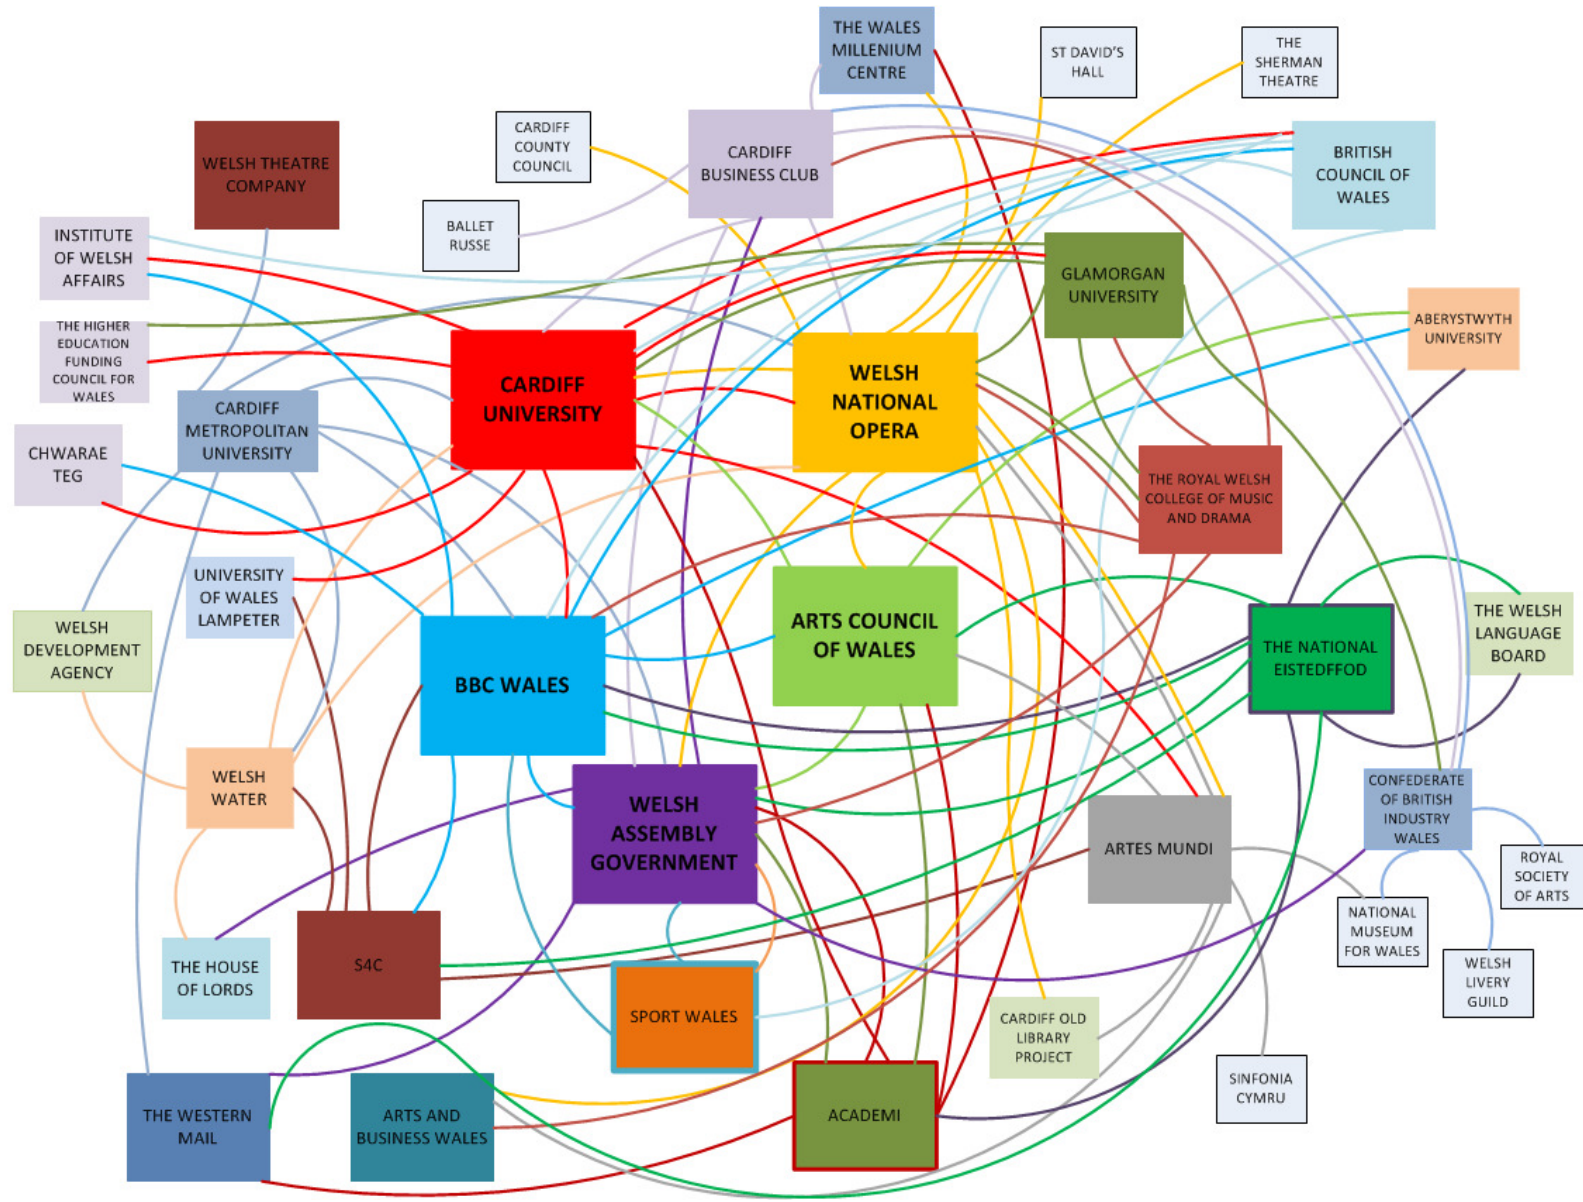 THE WALES
MILLENIUM
CENTRE
ST DAVID'S
HALL
THE
SHERMAN
THEATRE
CARDIFF
COUNTY
COUNCIL
CARDIFF
BUSINESS CLUB
WELSH THEATRE
COMPANY
BRITISH
COUNCIL OF
WALES
BALLET
RUSSE
INSTITUTE
OF WELSH
AFFAIRS
GLAMORGAN
UNIVERSITY
ABERYSTWYTH
UNIVERSITY
THE HIGHER
EDUCATION
FUNDING
COUNCIL FOR
WALES
CARDIFF
UNIVERSITY
WELSH
NATIONAL
OPERA
CARDIFF
METROPOLITAN
UNIVERSITY
CHWARAE
TEG
THE ROYAL WELSH
COLLEGE OF MUSIC
AND DRAMA
UNIVERSITY
OF WALES
LAMPETER
WELSH
DEVELOPMENT
AGENCY
BBC WALES
ARTS COUNCIL
OF WALES
THE NATIONAL
EISTEDFFOD
THE WELSH
LANGUAGE
BOARD
WELSH
WATER
WELSH
ASSEMBLY
GOVERNMENT
ARTES MUNDI
CONFEDERATE
OF BRITISH
INDUSTRY
WALES
ROYAL
SOCIETY
OF ARTS
NATIONAL
MUSEUM
FOR WALES
WELSH
LIVERY
GUILD
THE HOUSE
OF LORDS
S4C
SPORT WALES
CARDIFF OLD
LIBRARY
PROJECT
SINFONIA
CYMRU
THE WESTERN
MAIL
ARTS AND
BUSINESS WALES
ACADEMI